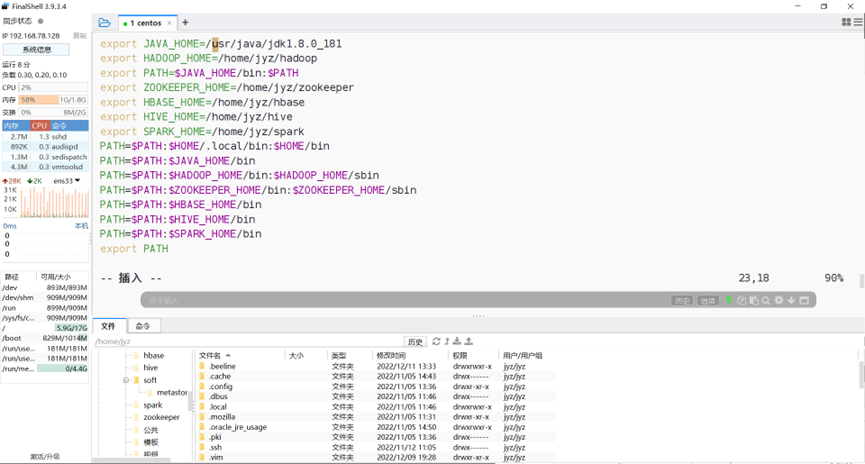 FinalShell 3.9.3.4
同步状态
IP 192.168.78.128 复制
系统信息
运行 8 分
负载 0.30, 0.20, 0.10
CPU 2%
内存 58% 1G/1.8G
交换 0% 8M/2G
内存 CPU 命令
2.7M 1.3 sshd
892K 0.3 audispd
1.3M 0.3 sedispatch
4.3M 0.3 vmtoolsd
28K 2K ens33
31K
21K
10K
0ms 本机
0
0
0
路径 可用/大小
/dev 893M/893M
/dev/shm 909M/909M
/run 899M/909M
/sys/fs/c... 909M/909M
/ 5.9G/17G
/boot 829M/1014M
/run/use... 181M/181M
/run/use... 181M/181M
/run/me... 0/4.4G
激活/升级
1 centos
export JAVA_HOME=/usr/java/jdk1.8.0_181
export HADOOP_HOME=/home/jyz/hadoop
export PATH=$JAVA_HOME/bin:$PATH
export ZOOKEEPER_HOME=/home/jyz/zookeeper
export HBASE_HOME=/home/jyz/hbase
export HIVE_HOME=/home/jyz/hive
export SPARK_HOME=/home/jyz/spark
PATH=$PATH:$HOME/.local/bin:$HOME/bin
PATH=$PATH:$JAVA_HOME/bin
PATH=$PATH:$HADOOP_HOME/bin:$HADOOP_HOME/sbin
PATH=$PATH:$ZOOKEEPER_HOME/bin:$ZOOKEEPER_HOME/sbin
PATH=$PATH:$HBASE_HOME/bin
PATH=$PATH:$HIVE_HOME/bin
PATH=$PATH:$SPARK_HOME/bin
export PATH
-- 插入 -- 23,18 90%
命令输入 历史 选项
文件 命令
/home/jyz 历史
hbase
hive
soft
metastor
spark
zookeeper
公共
模板
视频
文件名 大小 类型 修改时间 权限 用户/用户组
.beeline 文件夹 2022/12/11 13:33 drwxrwxr-x jyz/jyz
.cache 文件夹 2022/11/05 14:43 drwx------ jyz/jyz
.config 文件夹 2022/11/05 13:36 drwxr-xr-x jyz/jyz
.dbus 文件夹 2022/11/05 11:46 drwx------ jyz/jyz
.local 文件夹 2022/11/05 11:46 drwxrwxr-x jyz/jyz
.mozilla 文件夹 2022/11/05 11:31 drwxr-xr-x jyz/jyz
.oracle_jre_usage 文件夹 2022/11/05 14:50 drwxrwxr-x jyz/jyz
.pki 文件夹 2022/11/05 13:36 drwx------ jyz/jyz
.ssh 文件夹 2022/11/12 11:05 drwx------ jyz/jyz
.vim 文件夹 2022/12/09 19:28 drwxr-xr-x jyz/jyz